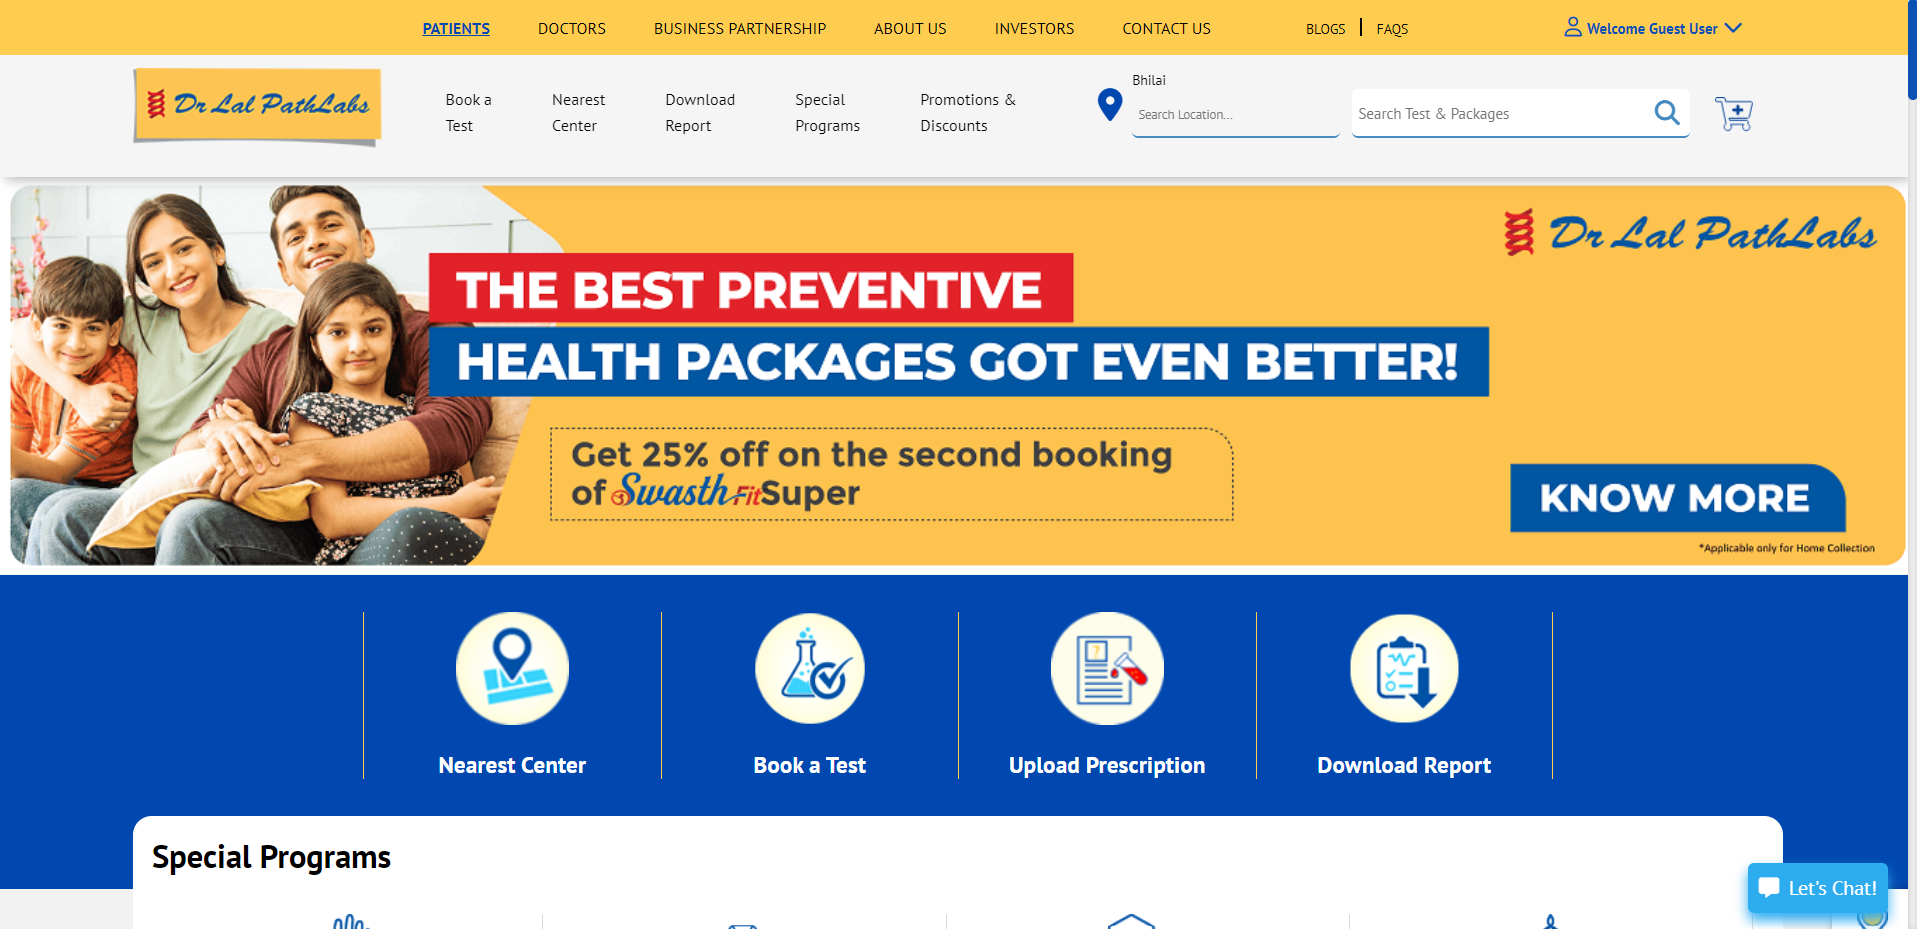 PATIENTS
DOCTORS
BUSINESS PARTNERSHIP
ABOUT US
INVESTORS
CONTACT US
BLOGS
FAQS
Welcome Guest User
Dr Lal PathLabs
Book a
Test
Nearest
Center
Download
Report
Special
Programs
Promotions &
Discounts
Bhilai
Search Location...
Search Test & Packages
Dr Lal PathLabs
THE BEST PREVENTIVE
HEALTH PACKAGES GOT EVEN BETTER!
Get 25% off on the second booking
of SwasthFit Super
KNOW MORE
*Applicable only for Home Collection
Nearest Center
Book a Test
Upload Prescription
Download Report
Special Programs
Let's Chat!